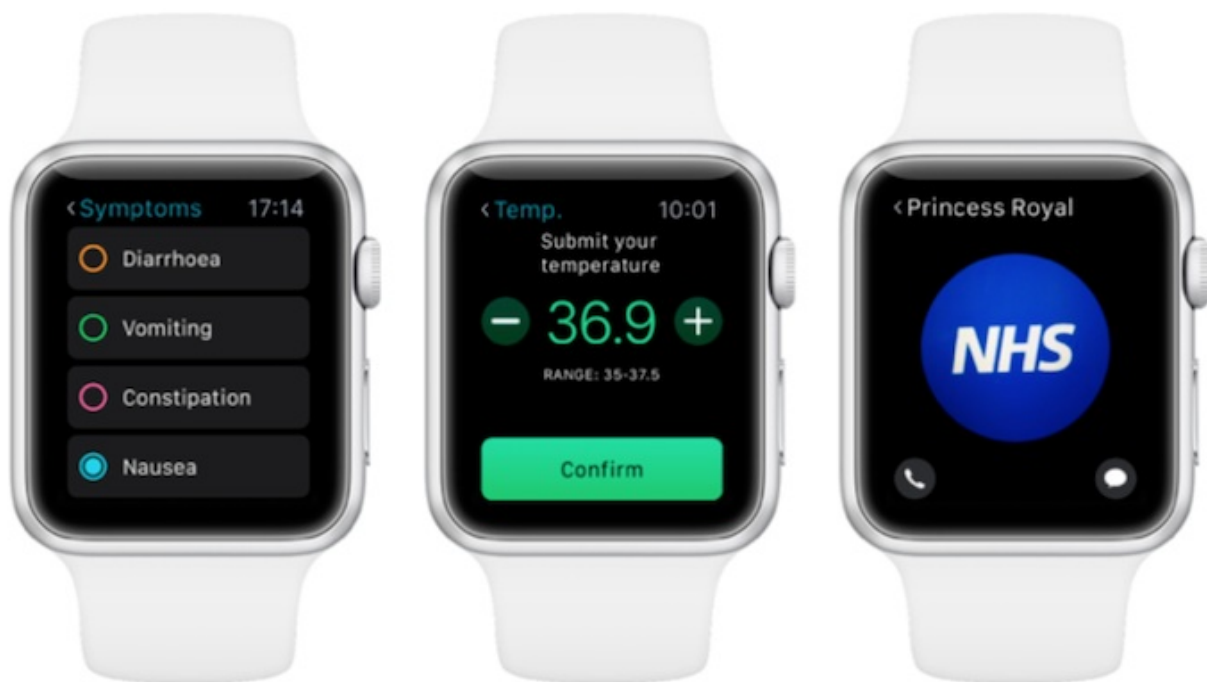 <Symptoms 17:14
Diarrhoea
Vomiting
Constipation
Nausea
<Temp. 10:01
Submit your
temperature
36.9
RANGE: 35-37.5
Confirm
<Princess Royal
NHS